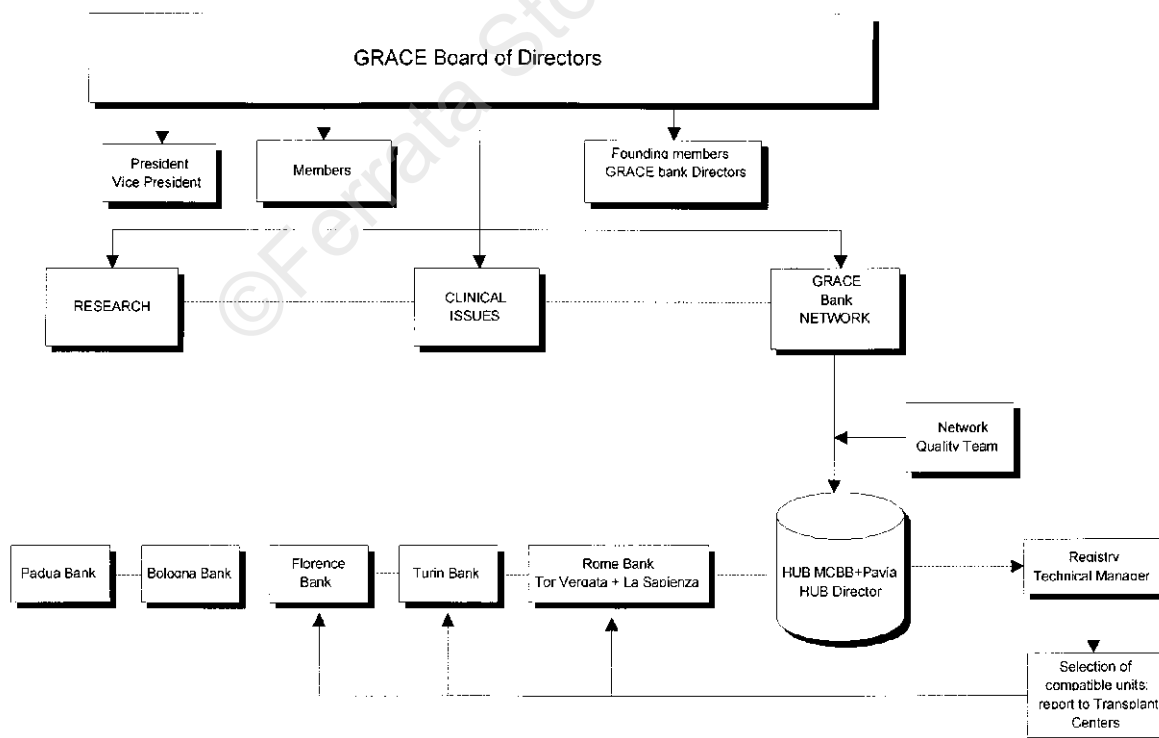 GRACE Board of Directors
President
Vice President
Members
Founding members
GRACE bank Directors
RESEARCH
CLINICAL
ISSUES
GRACE
Bank
NETWORK
Network
Quality Team
Padua Bank
Bologna Bank
Florence
Bank
Turin Bank
Rome Bank
Tor Vergata + La Sapienza
HUB MCBB+Pavia
HUB Director
Registry
Technical Manager
Selection of
compatible units;
report to Transplant
Centers
©Ferrata Sto